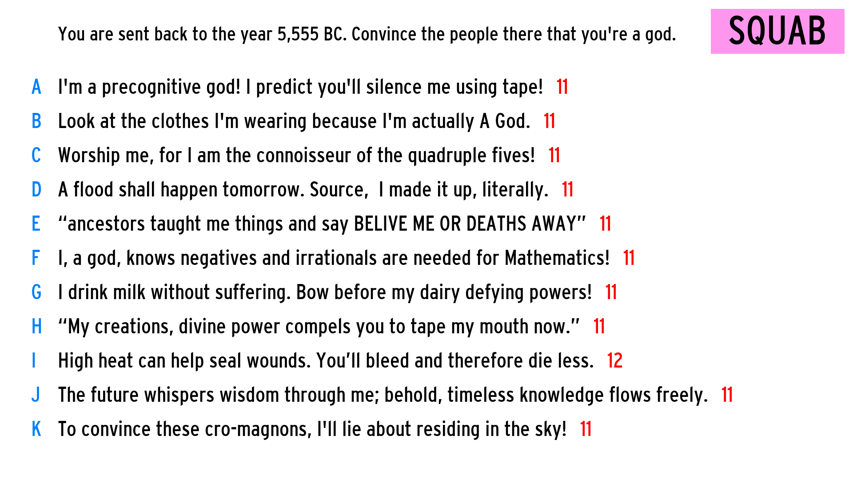 You are sent back to the year 5,555 BC. Convince the people there that you're a god.
SQUAB
A I'm a precognitive god! I predict you'll silence me using tape! 11
B Look at the clothes I'm wearing because I'm actually A God. 11
C Worship me, for I am the connoisseur of the quadruple fives! 11
D A flood shall happen tomorrow. Source, I made it up, literally. 11
E “ancestors taught me things and say BELIVE ME OR DEATHS AWAY” 11
F I, a god, knows negatives and irrationals are needed for Mathematics! 11
G I drink milk without suffering. Bow before my dairy defying powers! 11
H “My creations, divine power compels you to tape my mouth now.” 11
I High heat can help seal wounds. You’ll bleed and therefore die less. 12
J The future whispers wisdom through me; behold, timeless knowledge flows freely. 11
K To convince these cro-magnons, I'll lie about residing in the sky! 11